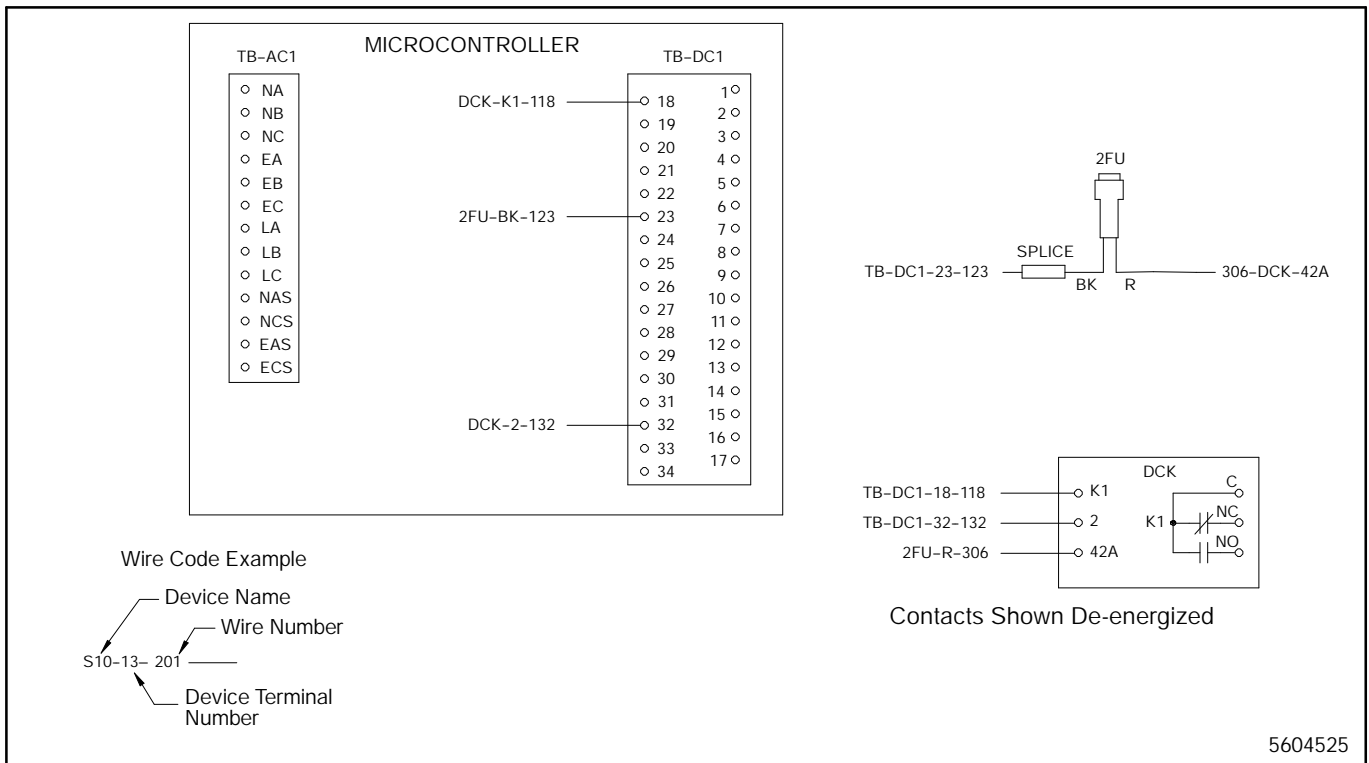 MICROCONTROLLER
TB-AC1
NA
NB
NC
EA
EB
EC
LA
LB
LC
NAS
NCS
EAS
ECS
DCK-K1-118
2FU-BK-123
DCK-2-132
TB-DC1
18 1
19 2
20 3
21 4
22 5
23 6
24 7
25 8
26 9
27 10
28 11
29 12
30 13
31 14
32 15
33 16
34 17
2FU
SPLICE
TB-DC1-23-123 BK R 306-DCK-42A
DCK
TB-DC1-18-118 K1 C
TB-DC1-32-132 2 K1 NC
2FU-R-306 42A NO
Contacts Shown De-energized
Wire Code Example
Device Name
Wire Number
S10-13- 201
Device Terminal
Number
5604525